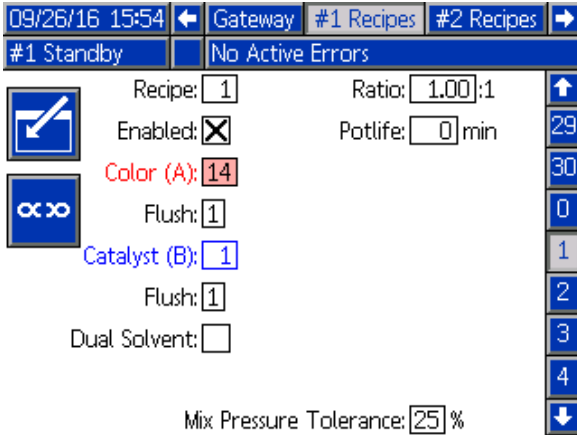 09/26/16 15:54 Gateway #1 Recipes #2 Recipes
#1 Standby No Active Errors
Recipe: 1 Ratio: 1.00:1
Enabled: Potlife: 0 min
29
Color (A): 14
30
Flush: 1
0
Catalyst (B): 1
1
Flush: 1
2
Dual Solvent:
3
4
Mix Pressure Tolerance: 25 %